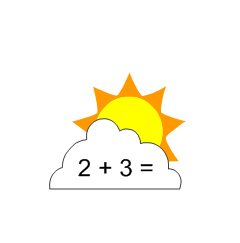 2 + 3 =